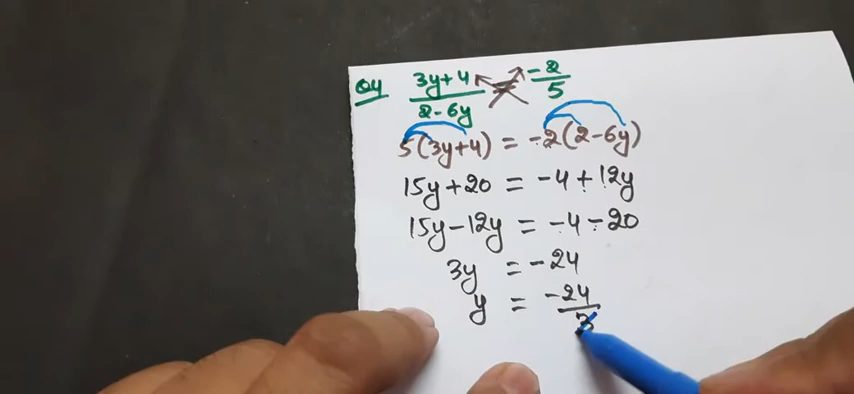 Q4 (3y+4)/(2-6y) = -2/5
5(3y+4) = -2(2-6y)
15y+20 = -4+12y
15y-12y = -4-20
3y = -24
y = -24/3